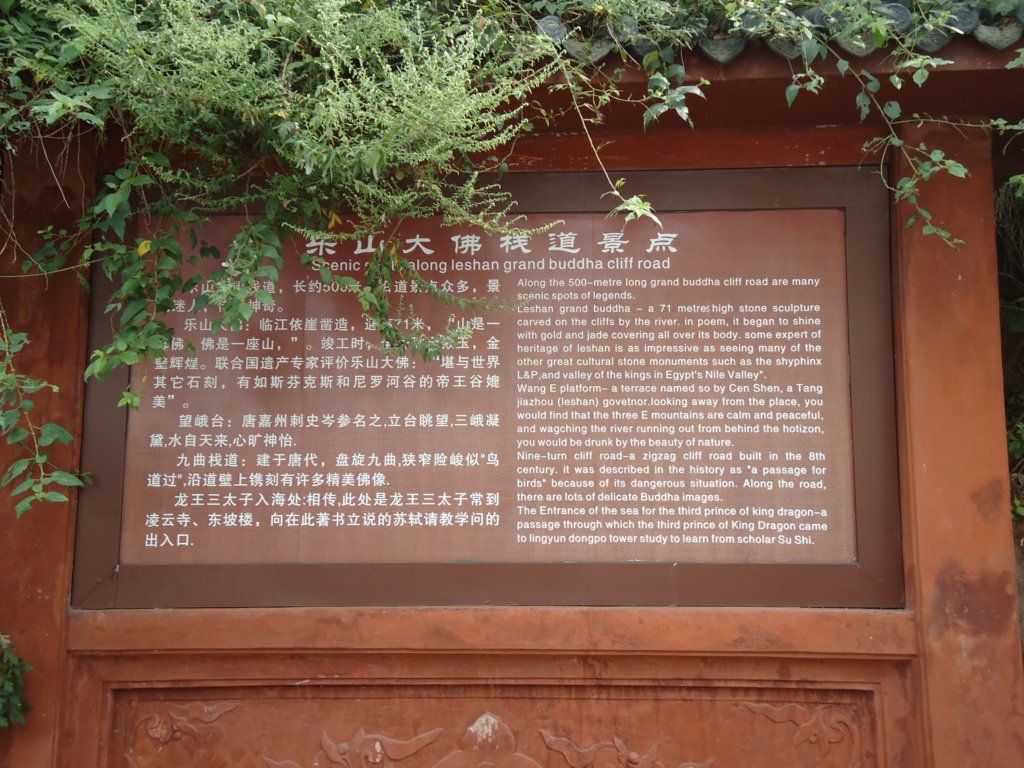 乐山大佛栈道景点
Scenic along leshan grand buddha cliff road
乐山 栈道，长约500 道景点众多，景
迷人， 神奇。
乐山 ：临江依崖凿造， 71米，“山是一
佛，佛是一座山，”。竣工时， 玉，金
壁辉煌。联合国遗产专家评价乐山大佛：“堪与世界
其它石刻，有如斯芬克斯和尼罗河谷的帝王谷媲
美”。
望峨台：唐嘉州刺史岑参名之,立台眺望,三峨凝
黛,水自天来,心旷神怡.
九曲栈道：建于唐代，盘旋九曲,狭窄险峻似"鸟
道过",沿道壁上镌刻有许多精美佛像.
龙王三太子入海处:相传,此处是龙王三太子常到
凌云寺、东坡楼，向在此著书立说的苏轼请教学问的
出入口.
Along the 500-metre long grand buddha cliff road are many
scenic spots of legends.
Leshan grand buddha - a 71 metres high stone sculpture
carved on the cliffs by the river. in poem, it began to shine
with gold and jade covering all over its body. some expert of
heritage of leshan is as impressive as seeing many of the
other great cultural stone monuments such as the shyphinx
L&P,and valley of the kings in Egypt's Nile Valley".
Wang E platform- a terrace named so by Cen Shen, a Tang
jiazhou (leshan) govetnor.looking away from the place, you
would find that the three E mountains are calm and peaceful,
and wagching the river running out from behind the hotizon,
you would be drunk by the beauty of nature.
Nine-turn cliff road-a zigzag cliff road built in the 8th
century. it was described in the history as "a passage for
birds" because of its dangerous situation. Along the road,
there are lots of delicate Buddha images.
The Entrance of the sea for the third prince of king dragon-a
passage through which the third prince of King Dragon came
to lingyun dongpo tower study to learn from scholar Su Shi.